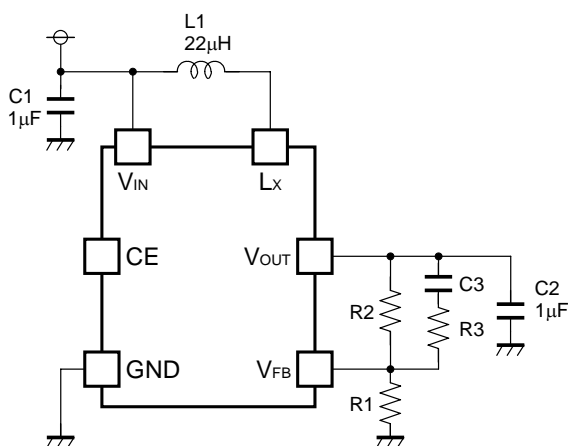 L1
22μH
C1
1μF
VIN
LX
CE
VOUT
GND
VFB
R2
C3
R3
C2
1μF
R1